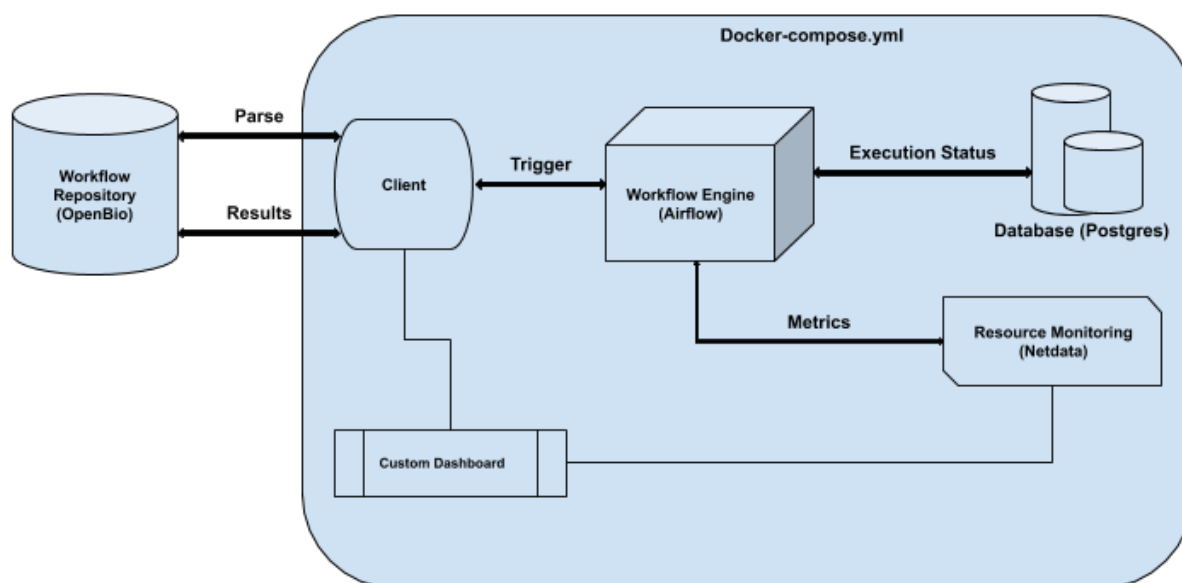 Docker-compose.yml
Parse
Workflow
Repository
(OpenBio)
Results
Client
Trigger
Workflow Engine
(Airflow)
Execution Status
Database (Postgres)
Metrics
Resource Monitoring
(Netdata)
Custom Dashboard